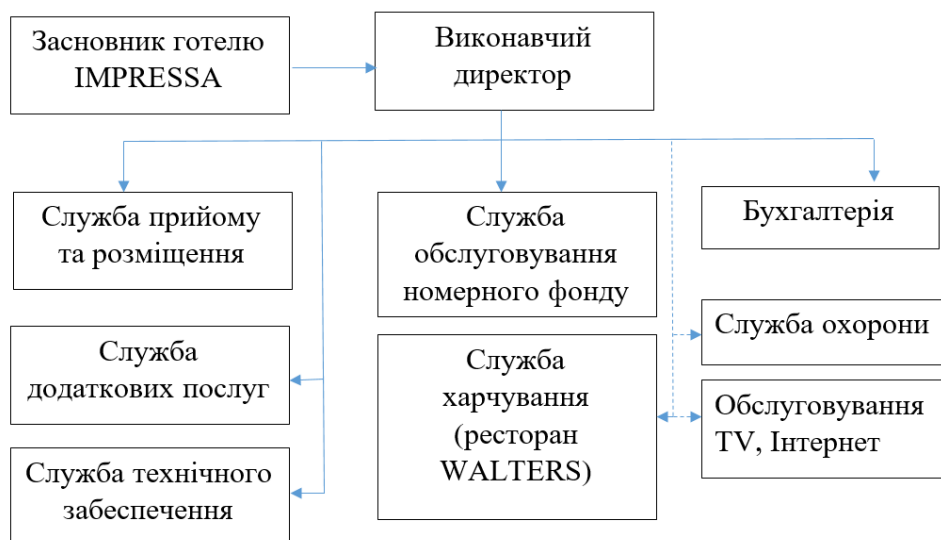 Засновник готелю
IMPRESSA
Виконавчий
директор
Служба прийому
та розміщення
Служба
обслуговування
номерного фонду
Бухгалтерія
Служба
додаткових послуг
Служба
харчування
(ресторан
WALTERS)
Служба охорони
Обслуговування
TV, Інтернет
Служба технічного
забеспечення